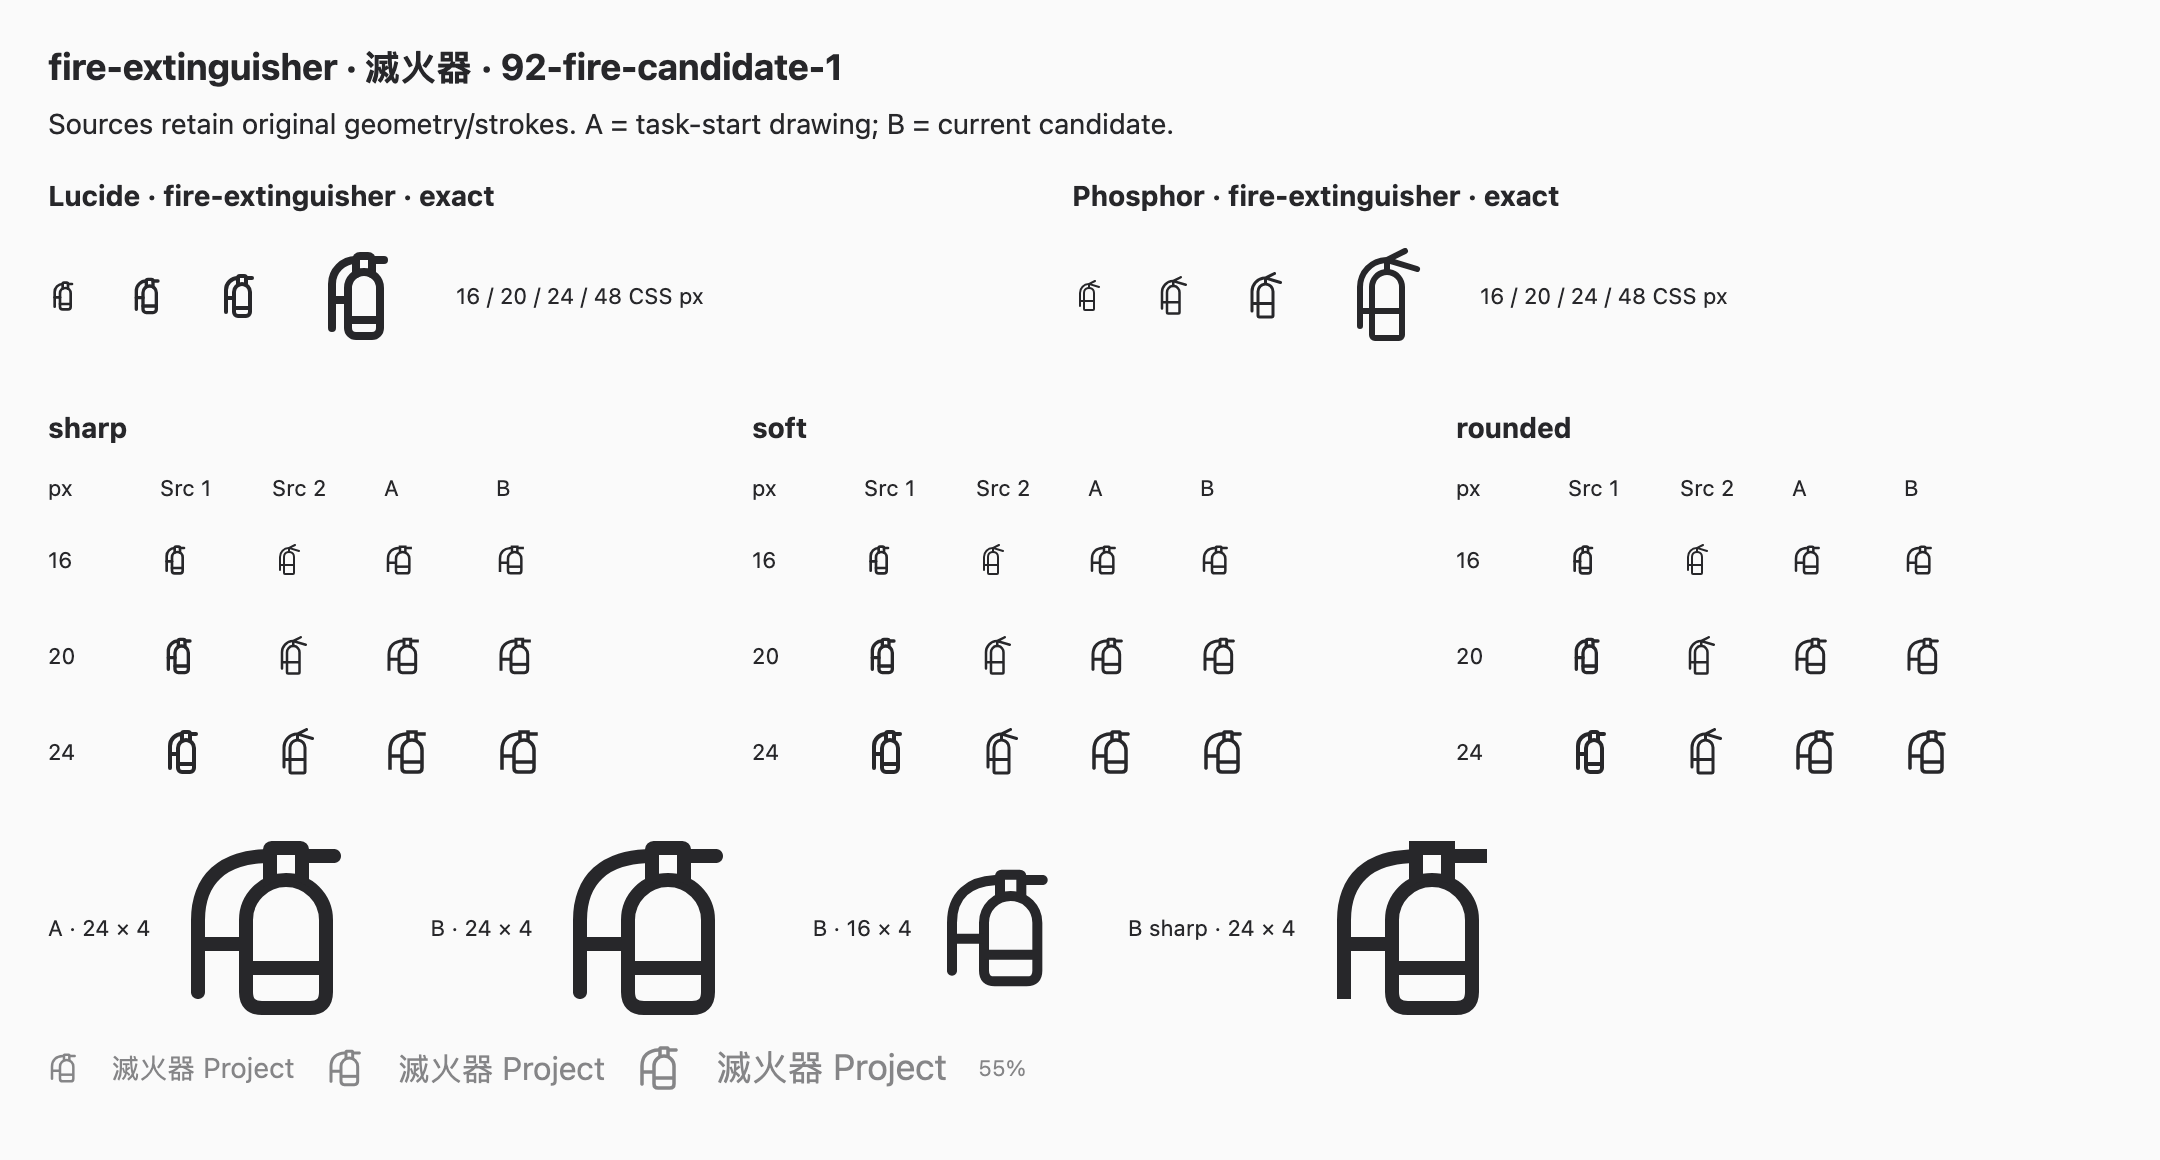 fire-extinguisher · 滅火器 · 92-fire-candidate-1
Sources retain original geometry/strokes. A = task-start drawing; B = current candidate.
Lucide · fire-extinguisher · exact
Phosphor · fire-extinguisher · exact
16 / 20 / 24 / 48 CSS px
16 / 20 / 24 / 48 CSS px
sharp
soft
rounded
px Src 1 Src 2 A B
px Src 1 Src 2 A B
px Src 1 Src 2 A B
16
16
16
20
20
20
24
24
24
A · 24 × 4
B · 24 × 4
B · 16 × 4
B sharp · 24 × 4
滅火器 Project
滅火器 Project
滅火器 Project
55%